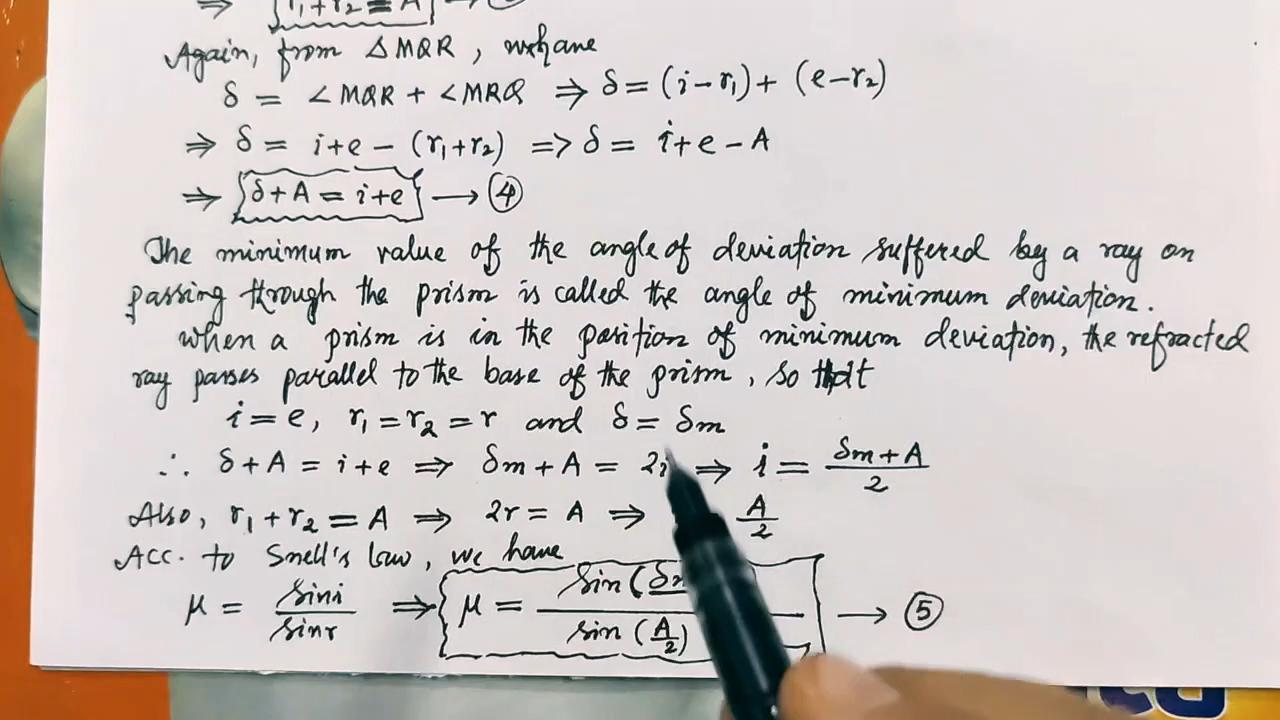 ⇒ r₁+r₂ = A →
Again, from ΔMQR, we have
δ = ∠MQR + ∠MRQ ⇒ δ = (i−r₁) + (e−r₂)
⇒ δ = i+e − (r₁+r₂) ⇒ δ = i+e−A
⇒ δ+A = i+e → ④
The minimum value of the angle of deviation suffered by a ray on
passing through the prism is called the angle of minimum deviation.
When a prism is in the position of minimum deviation, the refracted
ray passes parallel to the base of the prism, so that
i = e, r₁ = r₂ = r and δ = δm
∴ δ+A = i+e ⇒ δm+A = 2i ⇒ i = (δm+A)/2
Also, r₁+r₂ = A ⇒ 2r = A ⇒ A/2
Acc. to Snell's law, we have
μ = sin i / sin r ⇒ μ = sin(δm / sin(A/2) → ⑤